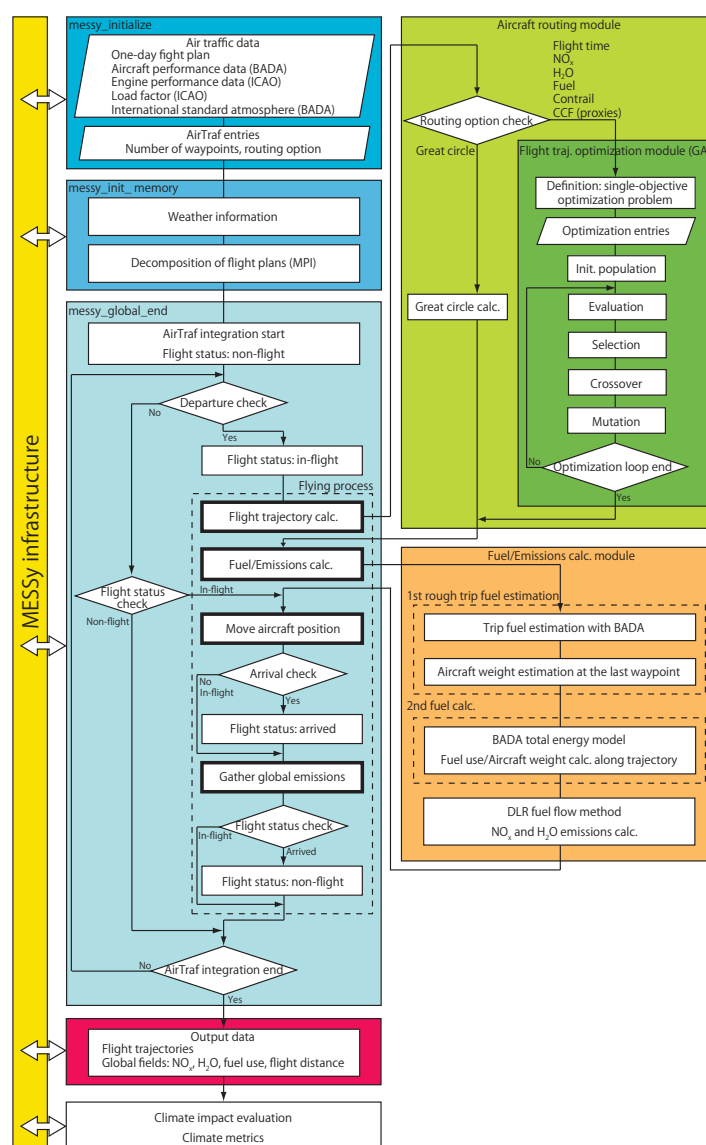 MESSy infrastructure
messy_initialize
Air traffic data
One-day fight plan
Aircraft performance data (BADA)
Engine performance data (ICAO)
Load factor (ICAO)
International standard atmosphere (BADA)
AirTraf entries
Number of waypoints, routing option
messy_init_ memory
Weather information
Decomposition of flight plans (MPI)
messy_global_end
AirTraf integration start
Flight status: non-flight
Departure check
No
Yes
Flight status: in-flight
Flying process
Flight trajectory calc.
Fuel/Emissions calc.
Flight status
check
In-flight
Non-flight
Move aircraft position
Arrival check
No
In-flight
Yes
Flight status: arrived
Gather global emissions
Flight status check
In-flight
Arrived
Flight status: non-flight
AirTraf integration end
No
Yes
Output data
Flight trajectories
Global fields: NOx, H2O, fuel use, flight distance
Climate impact evaluation
Climate metrics
Aircraft routing module
Flight time
NOx
H2O
Fuel
Contrail
CCF (proxies)
Routing option check
Great circle
Great circle calc.
Flight traj. optimization module (GA
Definition: single-objective
optimization problem
Optimization entries
Init. population
Evaluation
Selection
Crossover
Mutation
No
Optimization loop end
Yes
Fuel/Emissions calc. module
1st rough trip fuel estimation
Trip fuel estimation with BADA
Aircraft weight estimation at the last waypoint
2nd fuel calc.
BADA total energy model
Fuel use/Aircraft weight calc. along trajectory
DLR fuel flow method
NOx and H2O emissions calc.